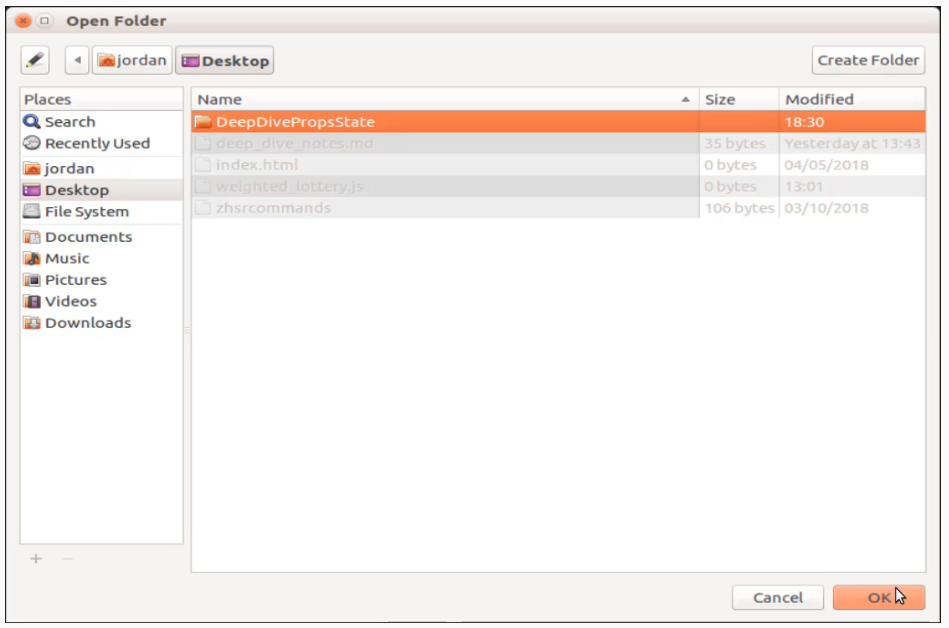 Open Folder
jordan Desktop Create Folder
Places
Search
Recently Used
jordan
Desktop
File System
Documents
Music
Pictures
Videos
Downloads
Name Size Modified
DeepDivePropsState 18:30
deep_dive_notes.md 35 bytes Yesterday at 13:43
index.html 0 bytes 04/05/2018
weighted_lottery.js 0 bytes 13:01
zhsrcommands 106 bytes 03/10/2018
Cancel OK